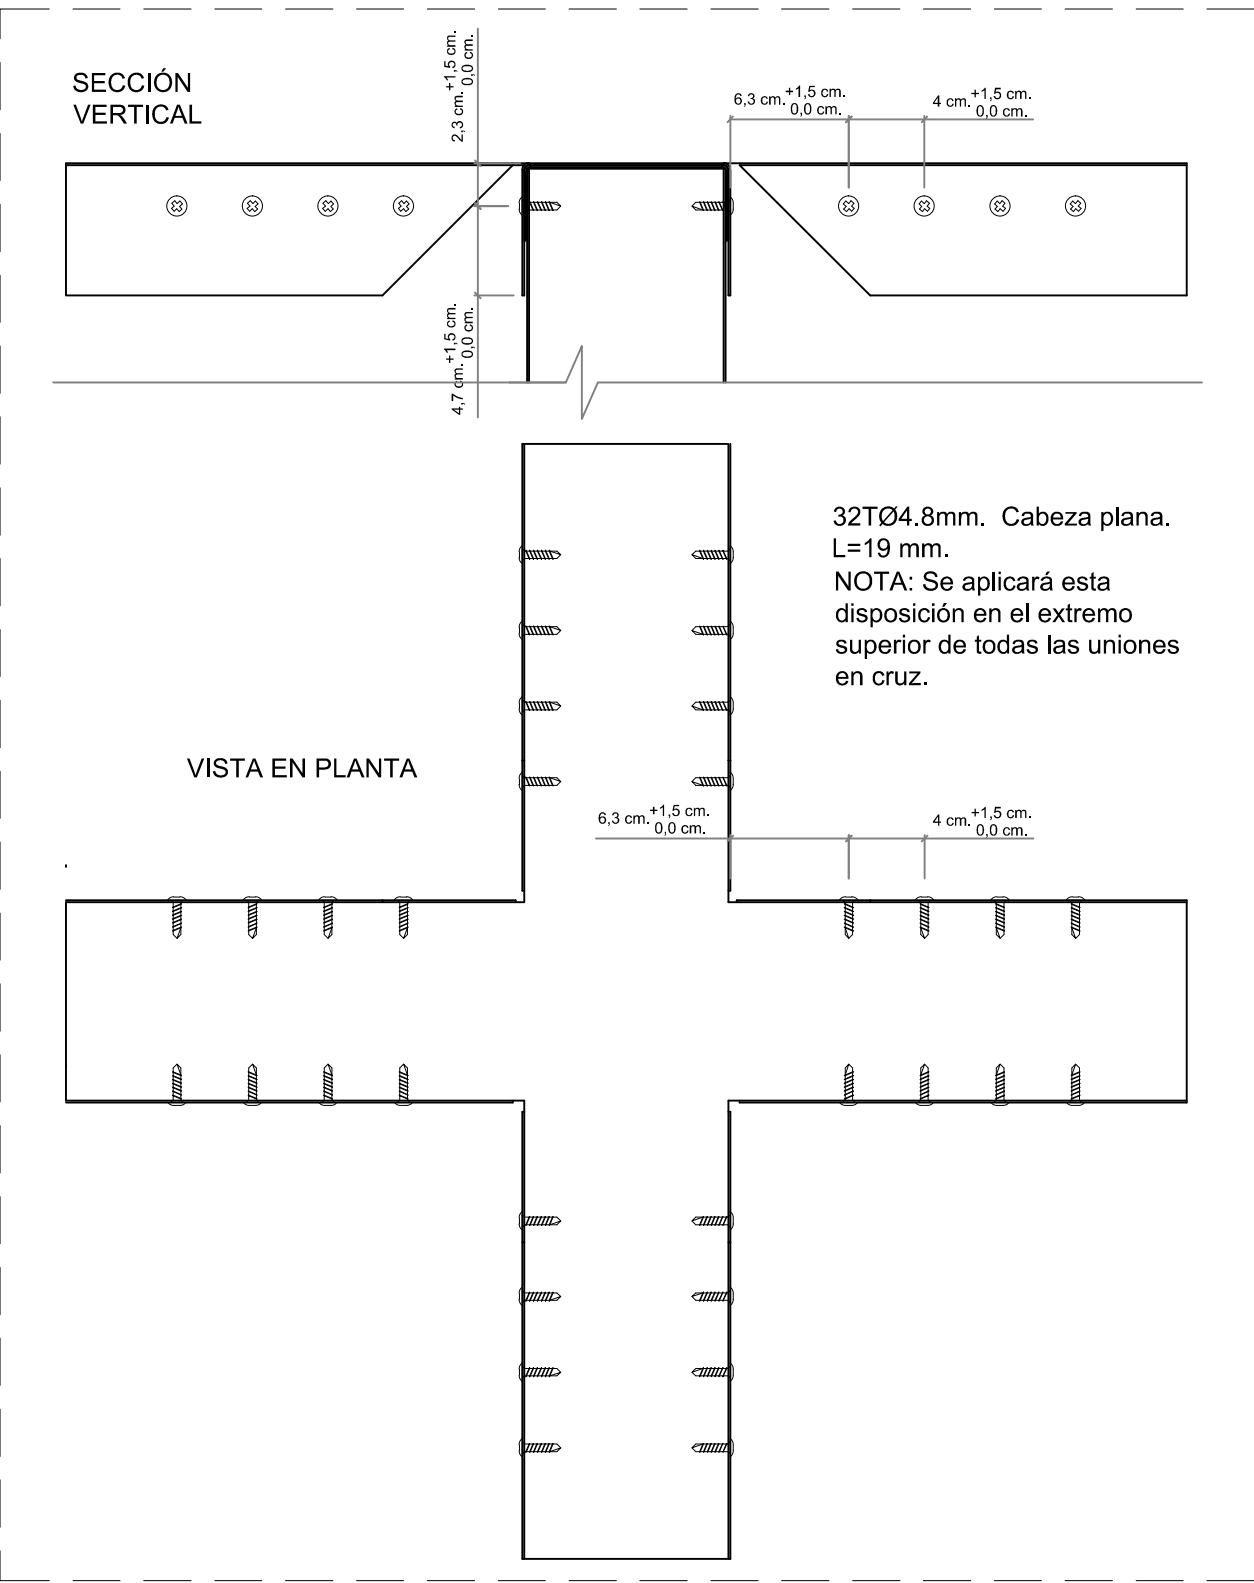 SECCIÓN
VERTICAL
2,3 cm.+1,5 cm.
0,0 cm.
6,3 cm.+1,5 cm.
0,0 cm.
4 cm.+1,5 cm.
0,0 cm.
4,7 cm.+1,5 cm.
0,0 cm.
32TØ4.8mm. Cabeza plana.
L=19 mm.
NOTA: Se aplicará esta
disposición en el extremo
superior de todas las uniones
en cruz.
VISTA EN PLANTA
6,3 cm.+1,5 cm.
0,0 cm.
4 cm.+1,5 cm.
0,0 cm.